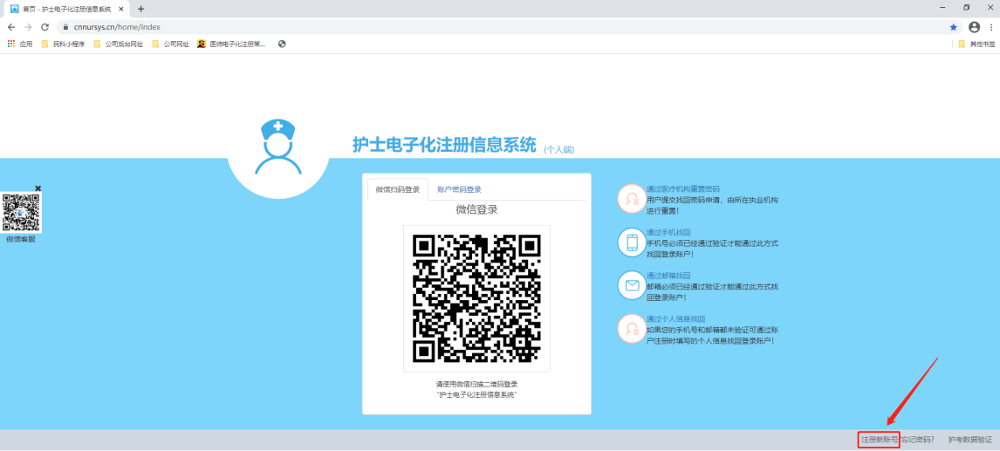 首页 - 护士电子化注册信息系统
cnnursys.cn/home/index
应用 民科小程序 公司后台网址 公司网址 医师电子化注册常... 其他书签
护士电子化注册信息系统 (个人端)
微信客服
微信扫码登录 账户密码登录
微信登录
请使用微信扫描二维码登录
"护士电子化注册信息系统"
通过医疗机构重置密码
用户提交找回密码申请，由所在执业机构
进行重置！
通过手机找回
手机号必须已经通过验证才能通过此方式
找回登录账户！
通过邮箱找回
邮箱必须已经通过验证才能通过此方式找
回登录账户！
通过个人信息找回
如果您的手机号和邮箱都未验证可通过账
户注册时填写的个人信息找回登录账户！
注册新账号 忘记密码? 护考数据验证